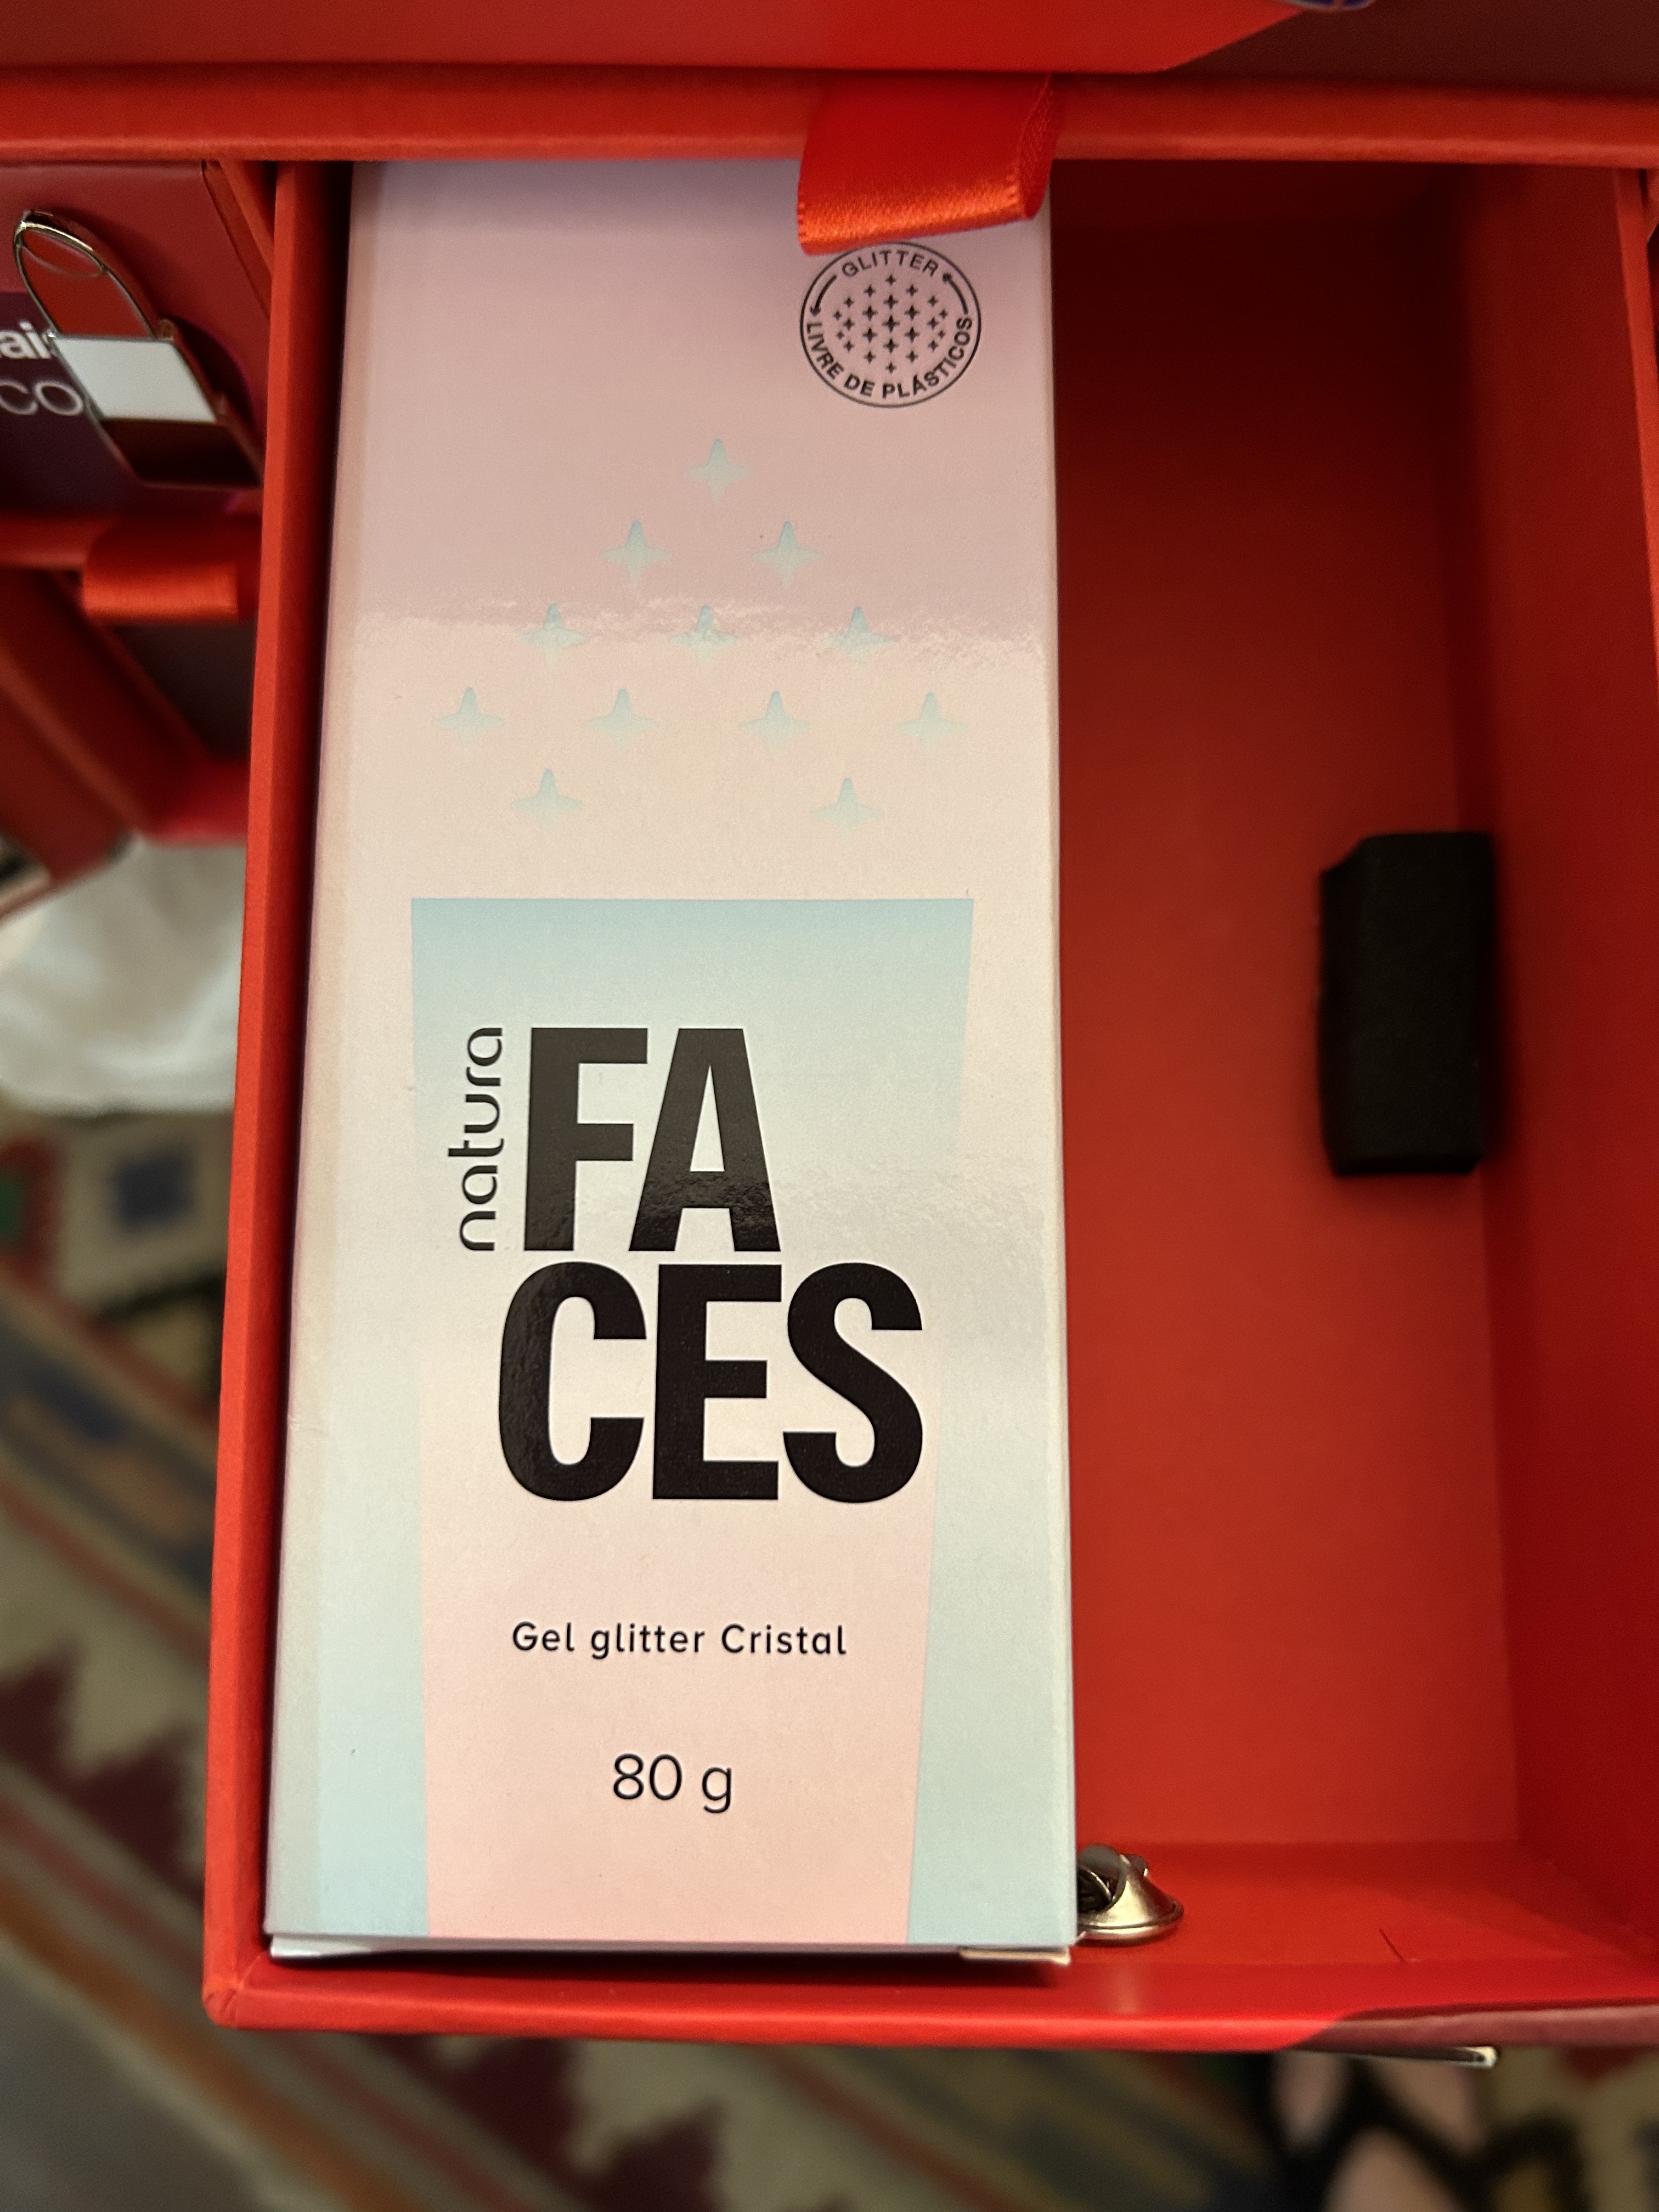 GLITTER
LIVRE DE PLÁSTICOS
natura
FA
CES
Gel glitter Cristal
80 g